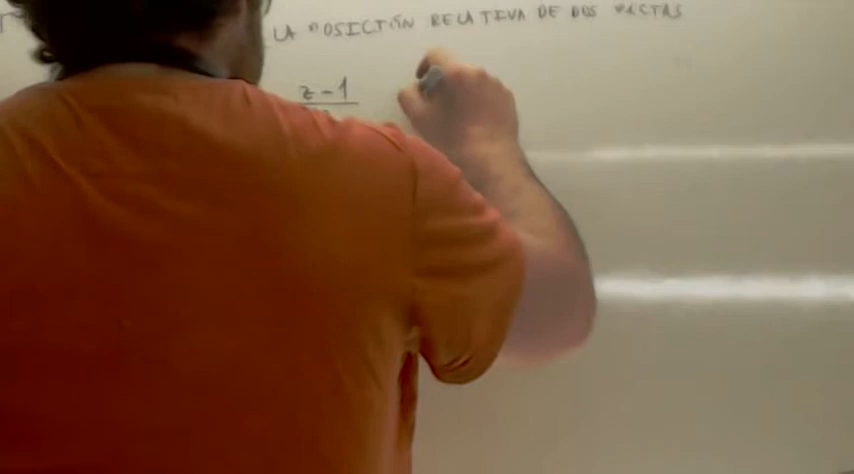 LA POSICIÓN RELATIVA DE DOS RECTAS
z-1